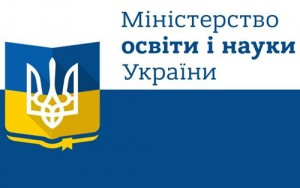 Міністерство
освіти і науки
України